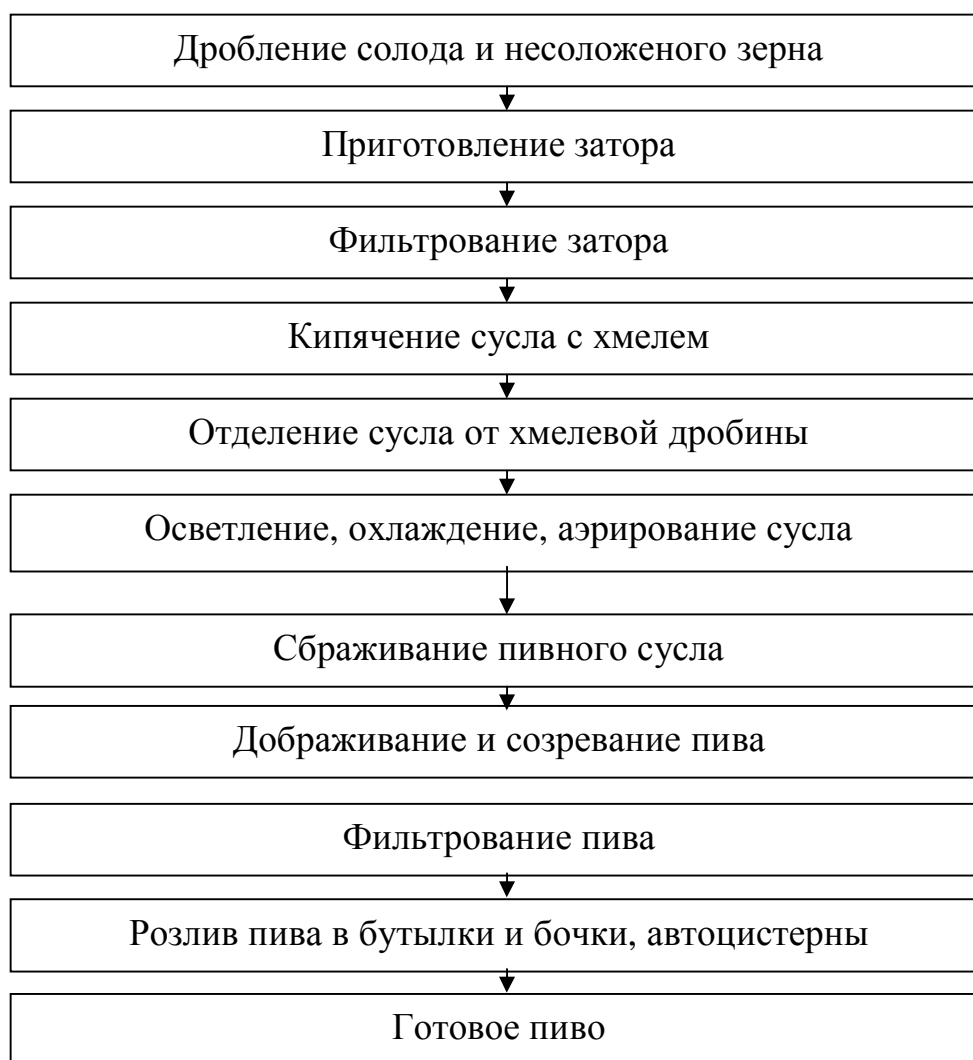 Дробление солода и несоложеного зерна
Приготовление затора
Фильтрование затора
Кипячение сусла с хмелем
Отделение сусла от хмелевой дробины
Осветление, охлаждение, аэрирование сусла
Сбраживание пивного сусла
Дображивание и созревание пива
Фильтрование пива
Розлив пива в бутылки и бочки, автоцистерны
Готовое пиво